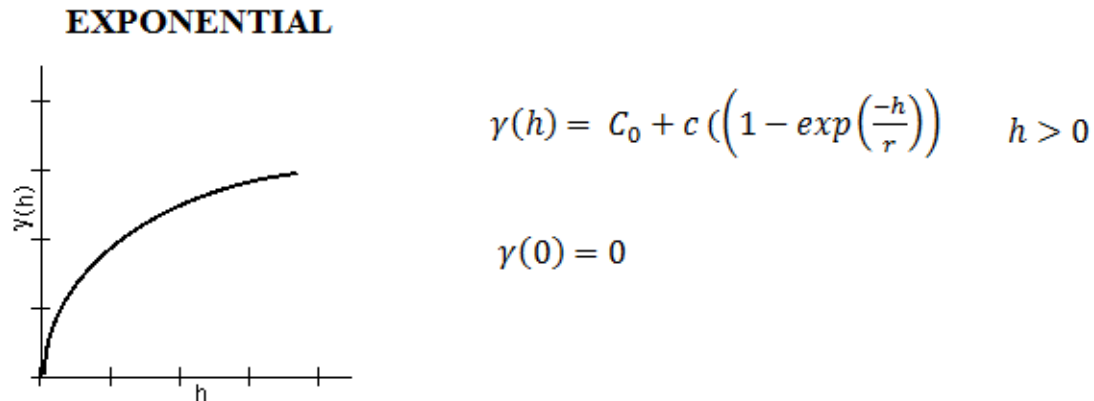 EXPONENTIAL
γ(h) = C₀ + c ((1 − exp(−h/r)) h > 0
γ(h)
γ(0) = 0
h